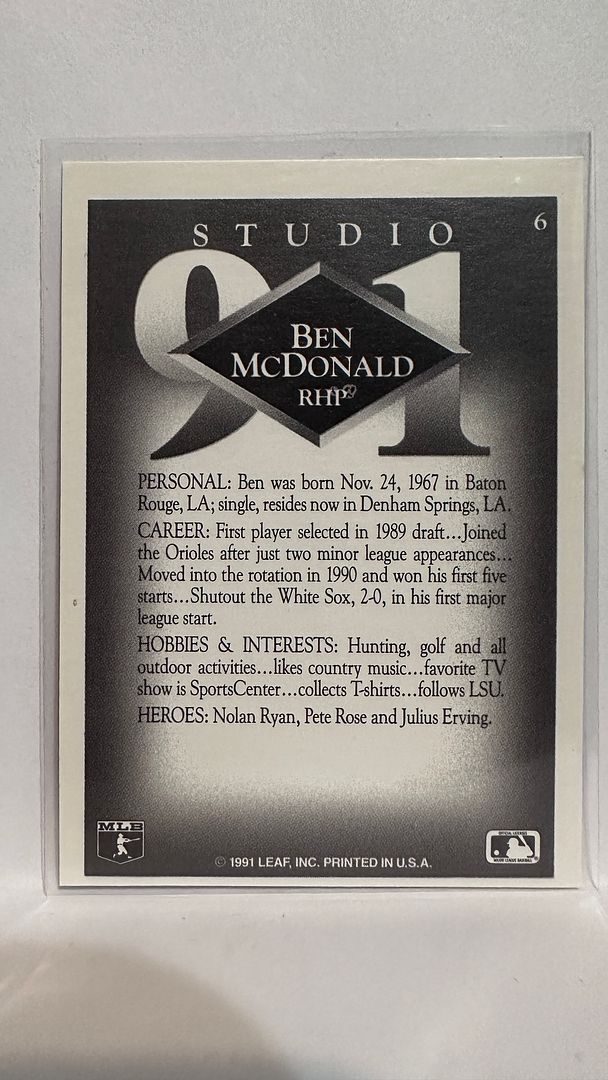 6
STUDIO
91
BEN
MCDONALD
RHP
PERSONAL: Ben was born Nov. 24, 1967 in Baton
Rouge, LA; single, resides now in Denham Springs, LA.
CAREER: First player selected in 1989 draft...Joined
the Orioles after just two minor league appearances...
Moved into the rotation in 1990 and won his first five
starts...Shutout the White Sox, 2-0, in his first major
league start.
HOBBIES & INTERESTS: Hunting, golf and all
outdoor activities...likes country music...favorite TV
show is SportsCenter...collects T-shirts...follows LSU.
HEROES: Nolan Ryan, Pete Rose and Julius Erving.
MLB
© 1991 LEAF, INC. PRINTED IN U.S.A.
OFFICIAL LICENSEE
MAJOR LEAGUE BASEBALL®